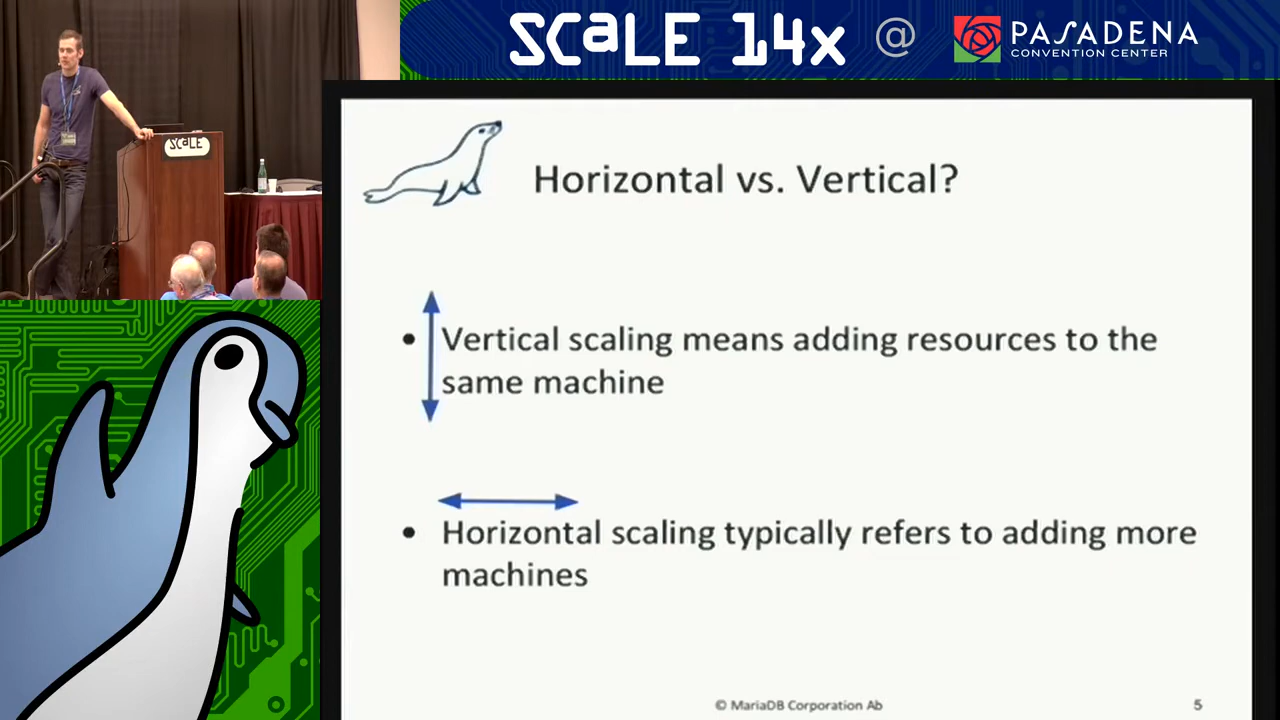 SCaLE 14x @ PASADENA
CONVENTION CENTER
SCaLE
Horizontal vs. Vertical?
• Vertical scaling means adding resources to the
same machine
• Horizontal scaling typically refers to adding more
machines
© MariaDB Corporation Ab
5